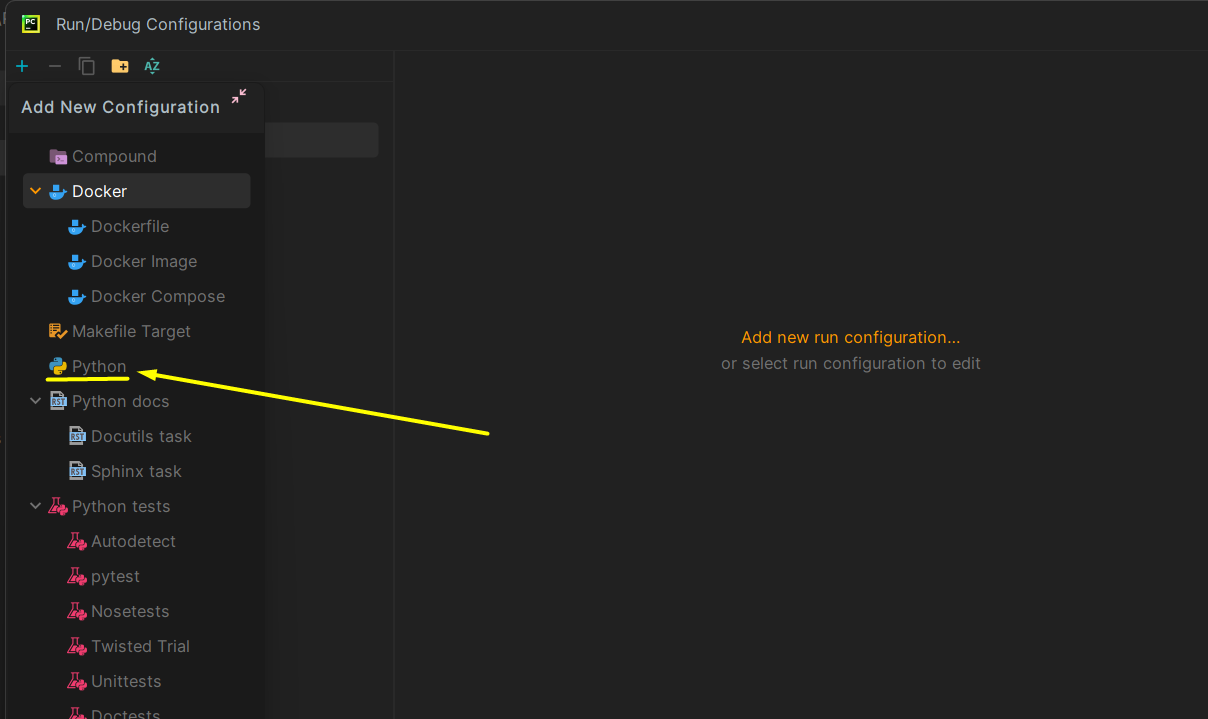 PC
Run/Debug Configurations
AZ
Add New Configuration
Compound
Docker
Dockerfile
Docker Image
Docker Compose
Makefile Target
Python
RST Python docs
RST Docutils task
RST Sphinx task
Python tests
Autodetect
pytest
Nosetests
Twisted Trial
Unittests
Doctests
Add new run configuration...
or select run configuration to edit